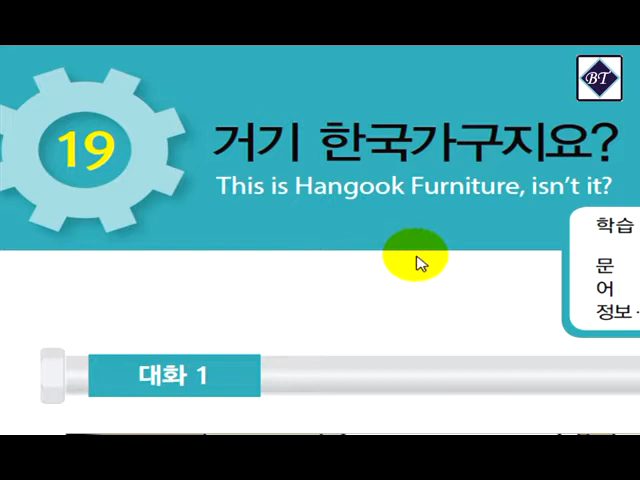 BT
19
거기 한국가구지요?
This is Hangook Furniture, isn't it?
학습
문
어
정보·
대화 1